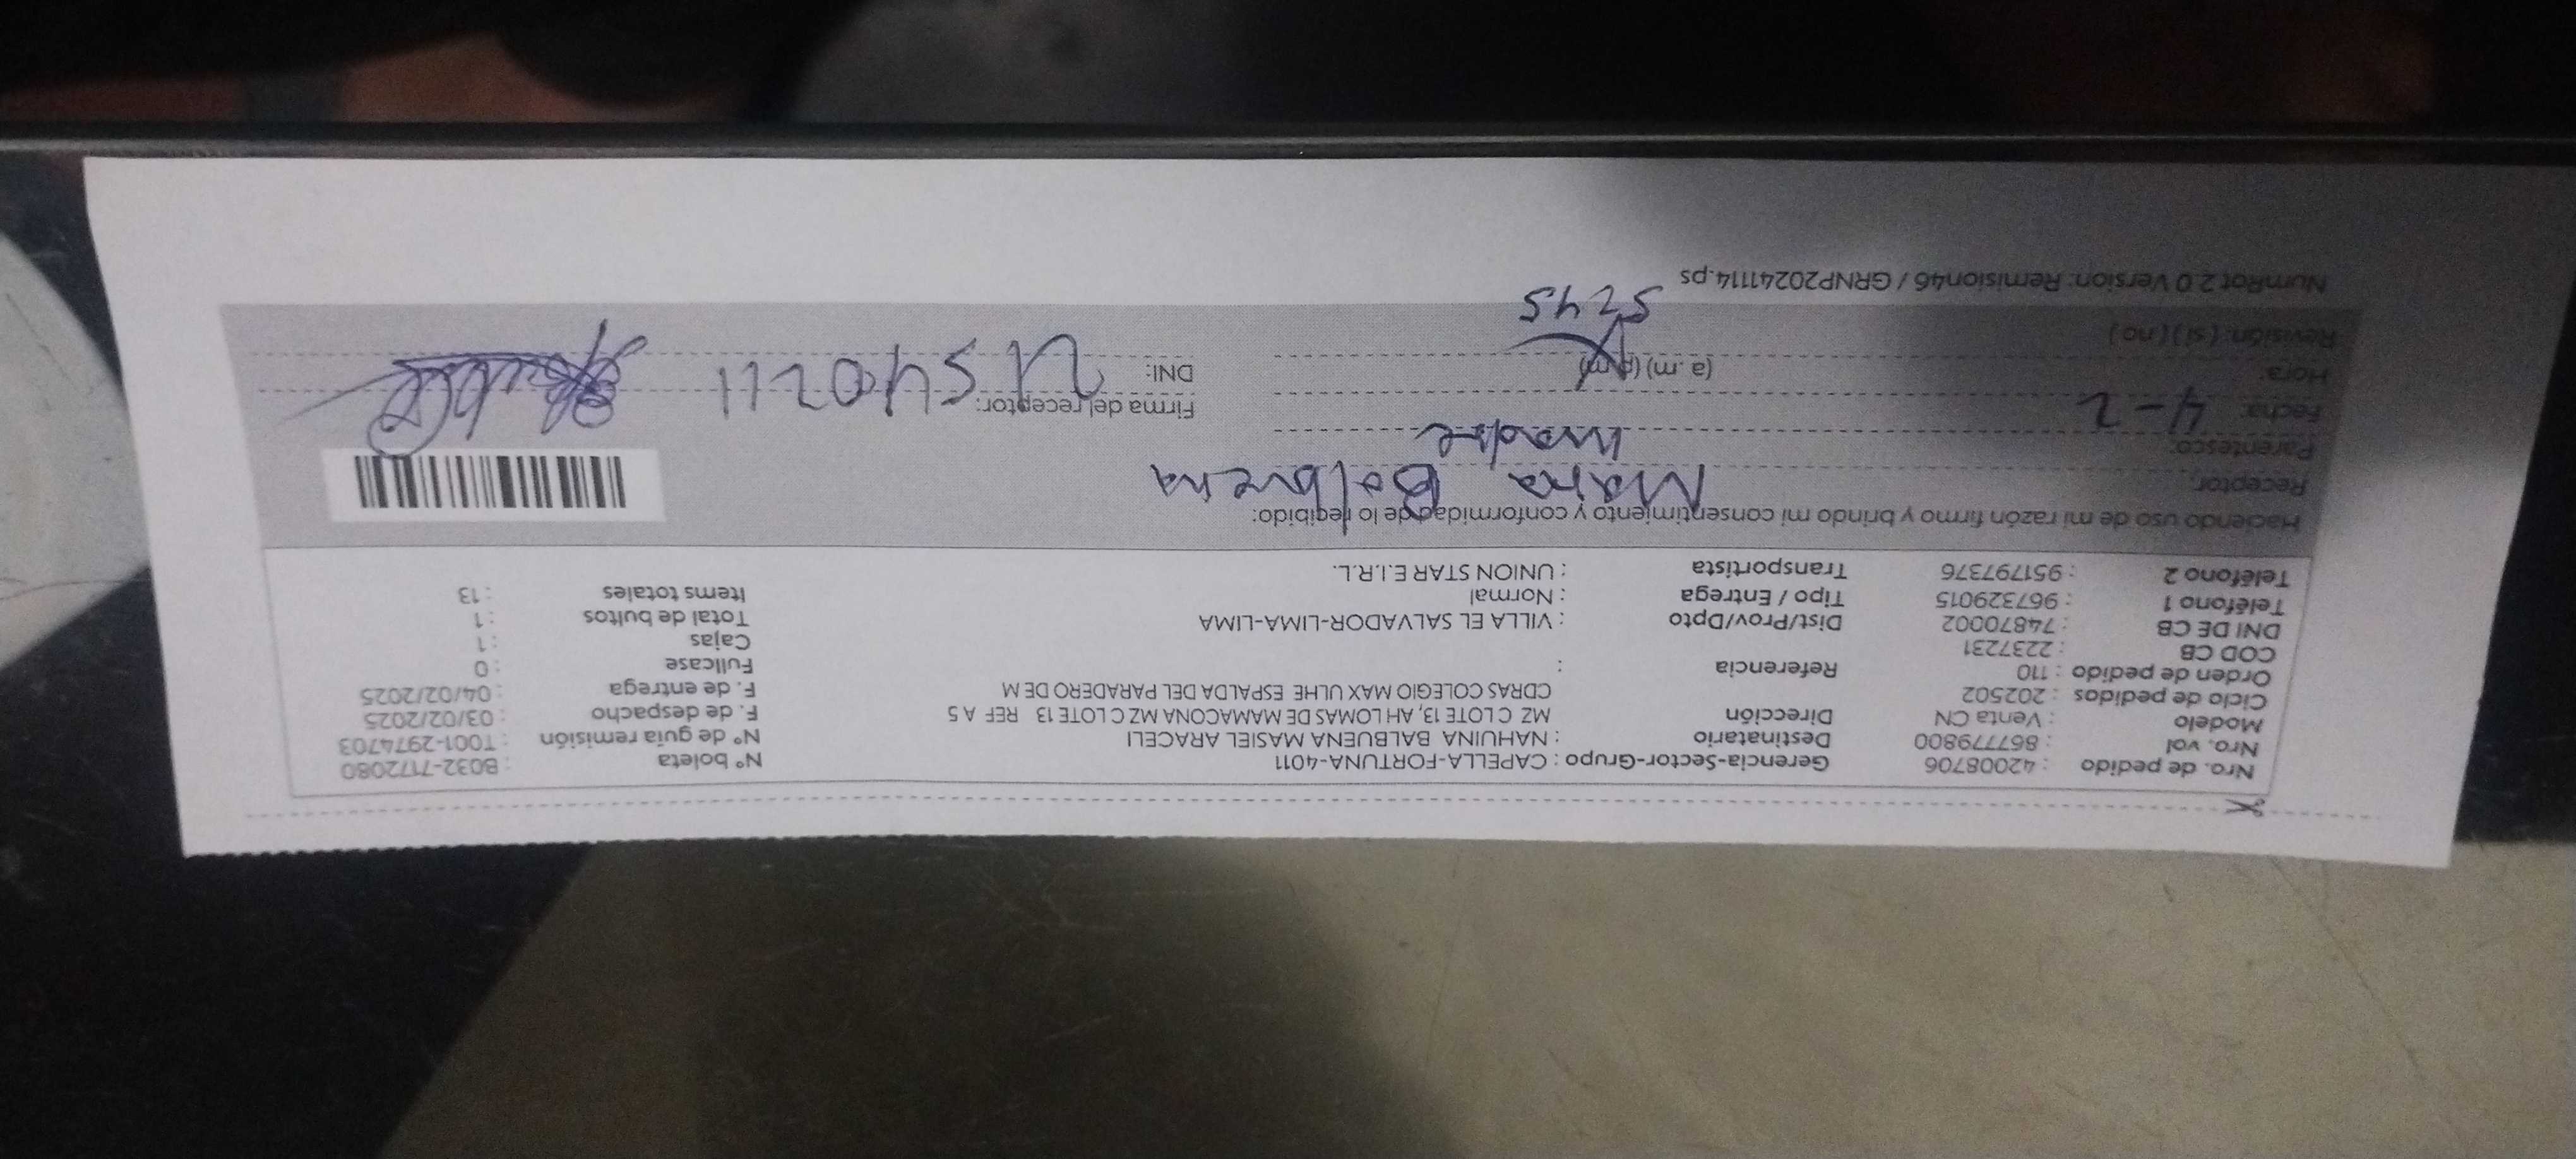 Nro. de pedido : 42008706 Gerencia-Sector-Grupo : CAPELLA-FORTUNA-4011 N° boleta : B032-7172080
Nro. vol : 867779800 Destinatario : NAHUINA BALBUENA MASIEL ARACELI N° de guía remisión : T001-2974703
Modelo : Venta CN Dirección MZ C LOTE 13, AH LOMAS DE MAMACONA MZ C LOTE 13 REF A 5 F. de despacho : 03/02/2025
Ciclo de pedidos : 202502 CDRAS COLEGIO MAX ULHE ESPALDA DEL PARADERO DE M F. de entrega : 04/02/2025
Orden de pedido : 110 Referencia : Fullcase : 0
COD CB : 2237231 Cajas : 1
DNI DE CB : 74870002 Dist/Prov/Dpto : VILLA EL SALVADOR-LIMA-LIMA Total de bultos : 1
Teléfono 1 : 967329015 Tipo / Entrega : Normal Items totales : 13
Teléfono 2 : 951797376 Transportista : UNION STAR E.I.R.L.
Haciendo uso de mi razón firmo y brindo mi consentimiento y conformidad de lo recibido:
Receptor: Maria Balbuena
Parentesco: madre
Fecha: 4-2 Firma del receptor:
Hora: (a.m) (p.m) DNI:
Revisión: ( sí ) ( no ) 5245
NumRot 2.0 Version: Remision46 / GRNP20241114.ps